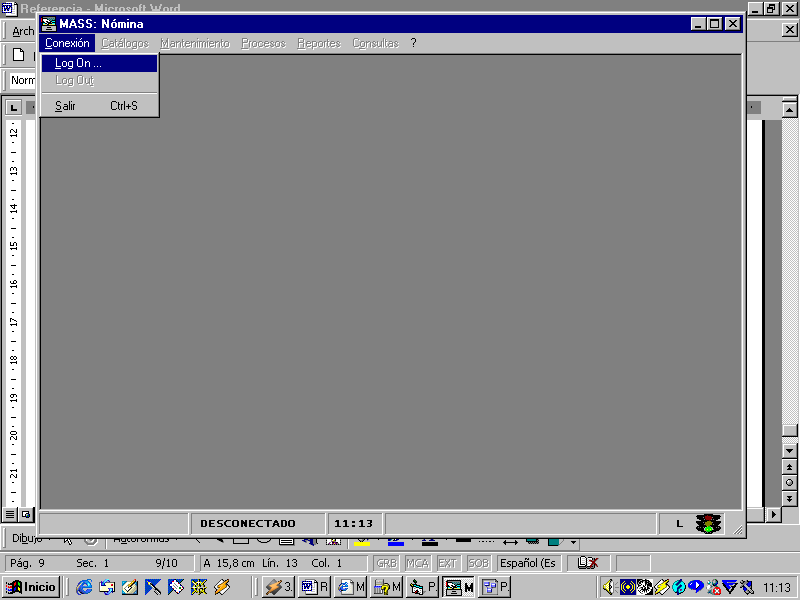 Referencia - Microsoft Word
MASS: Nómina
Arch
Conexión Catálogos Mantenimiento Procesos Reportes Consultas ?
Log On ...
Log Out
Salir Ctrl+S
Norm
L
12
13
14
15
16
17
18
19
20
21
DESCONECTADO 11:13 L
Dibujo Autoformas
Pág. 9 Sec. 1 9/10 A 15,8 cm Lín. 13 Col. 1 GRB MCA EXT SOB Español (Es
Inicio 3. R M M P. M P. 11:13